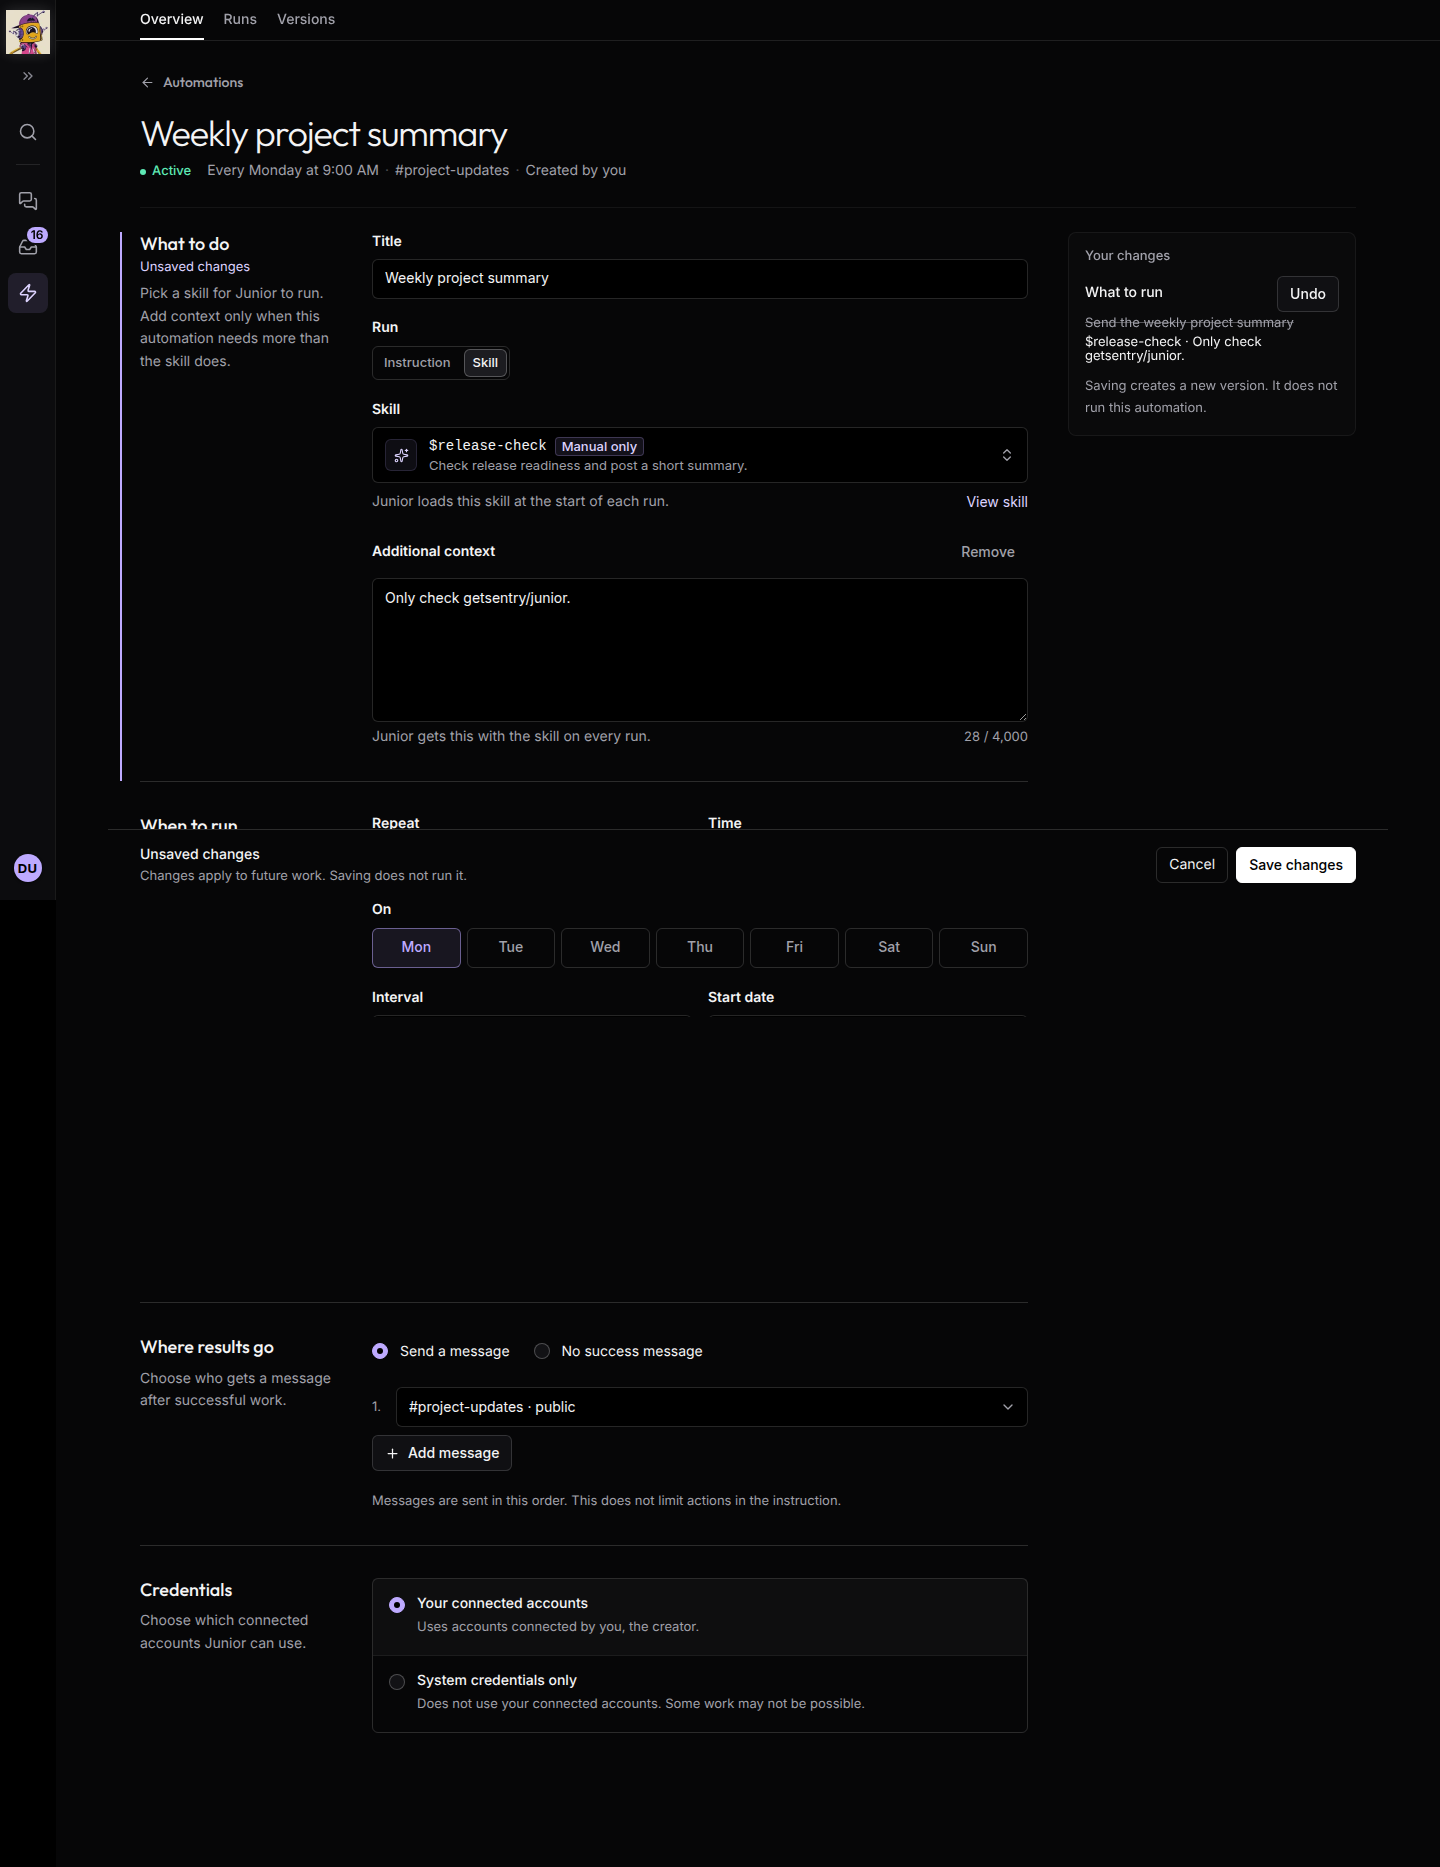 Overview Runs Versions
Automations
Weekly project summary
Active Every Monday at 9:00 AM · #project-updates · Created by you
16
DU
What to do
Unsaved changes
Pick a skill for Junior to run.
Add context only when this
automation needs more than
the skill does.
Title
Weekly project summary
Run
Instruction Skill
Skill
$release-check Manual only
Check release readiness and post a short summary.
Junior loads this skill at the start of each run. View skill
Additional context Remove
Only check getsentry/junior.
Junior gets this with the skill on every run. 28 / 4,000
Your changes
What to run Undo
Send the weekly project summary
$release-check · Only check
getsentry/junior.
Saving creates a new version. It does not
run this automation.
When to run
Repeat Time
Unsaved changes
Changes apply to future work. Saving does not run it.
Cancel Save changes
On
Mon Tue Wed Thu Fri Sat Sun
Interval Start date
Where results go
Choose who gets a message
after successful work.
Send a message No success message
1. #project-updates · public
Add message
Messages are sent in this order. This does not limit actions in the instruction.
Credentials
Choose which connected
accounts Junior can use.
Your connected accounts
Uses accounts connected by you, the creator.
System credentials only
Does not use your connected accounts. Some work may not be possible.